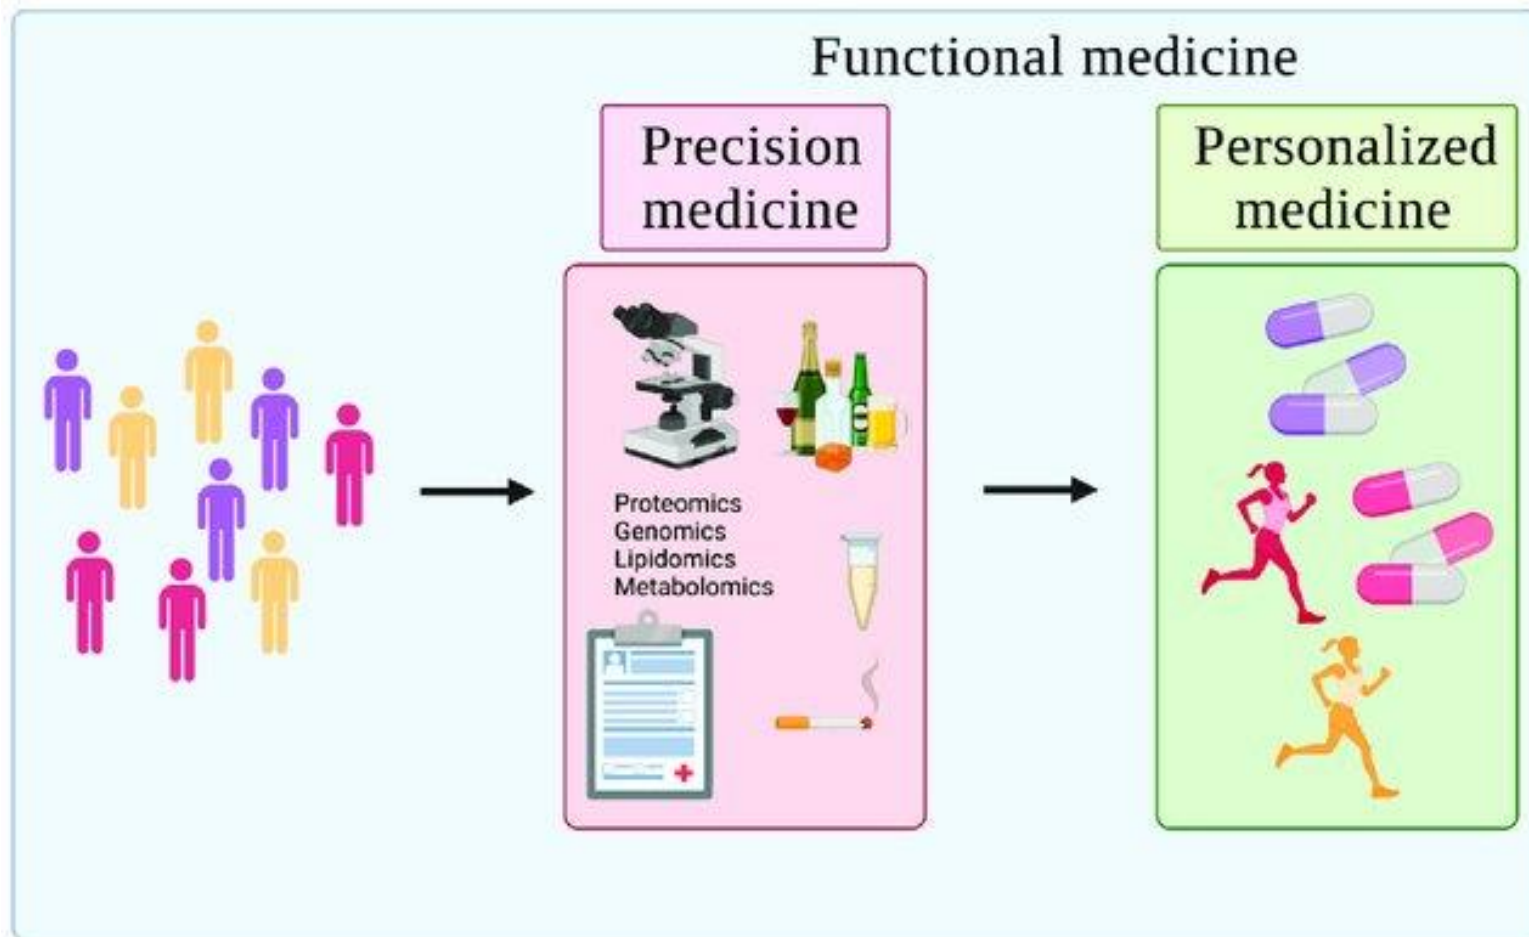 Functional medicine
Precision
medicine
Personalized
medicine
Proteomics
Genomics
Lipidomics
Metabolomics